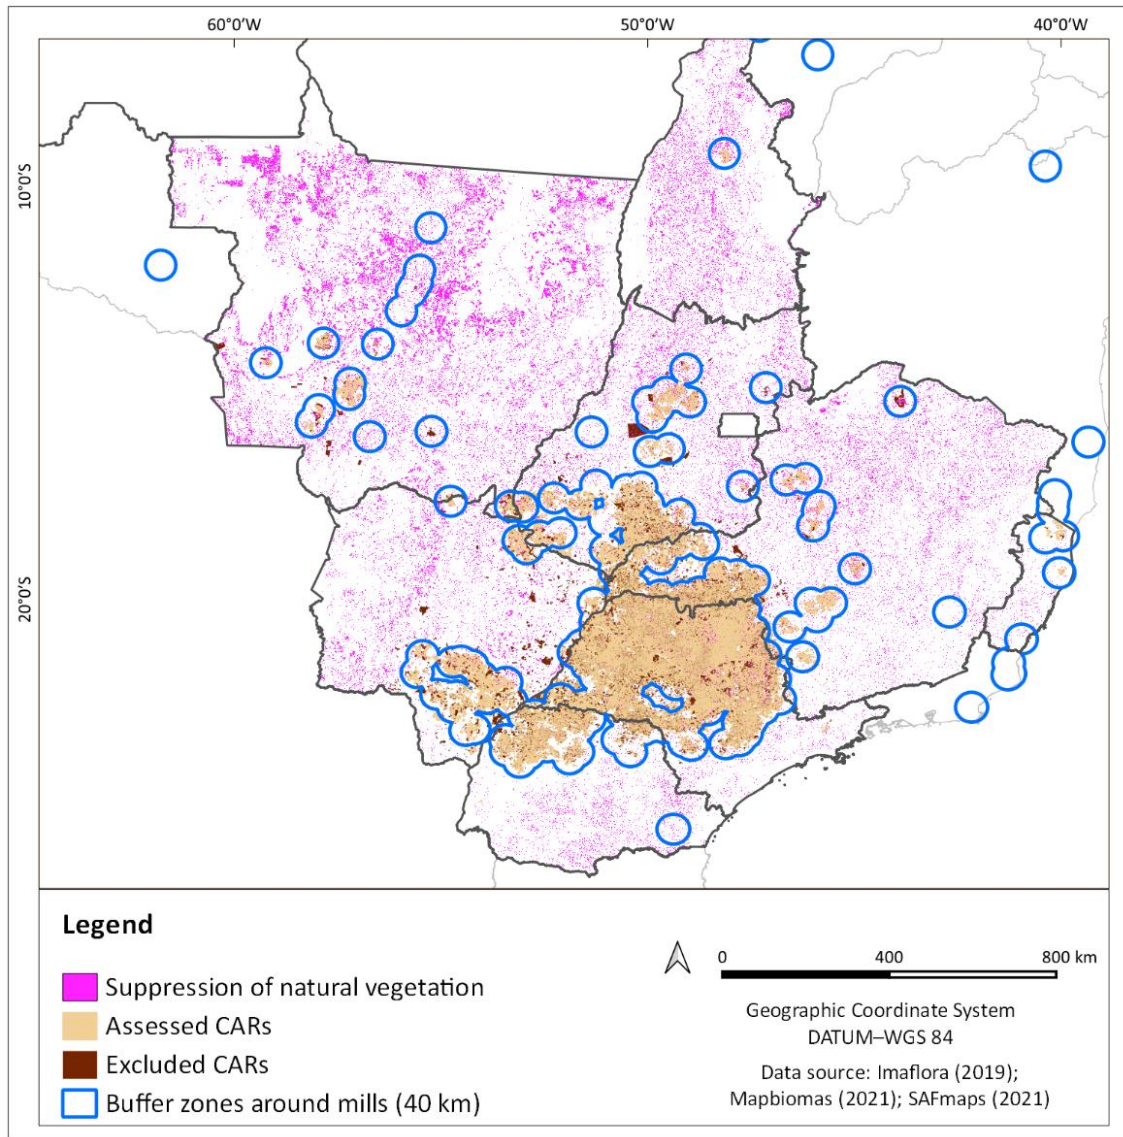 60°0'W
50°0'W
40°0'W
10°0'S
20°0'S
Legend
Suppression of natural vegetation
Assessed CARs
Excluded CARs
Buffer zones around mills (40 km)
0 400 800 km
Geographic Coordinate System
DATUM–WGS 84
Data source: Imaflora (2019);
Mapbiomas (2021); SAFmaps (2021)